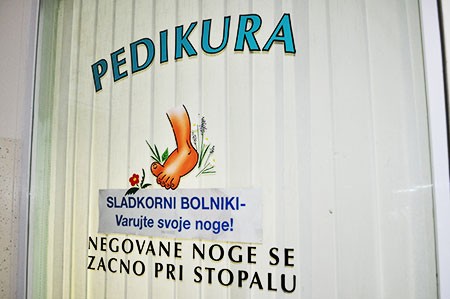 PEDIKURA
SLADKORNI BOLNIKI-
Varujte svoje noge!
NEGOVANE NOGE SE
ZACNO PRI STOPALU